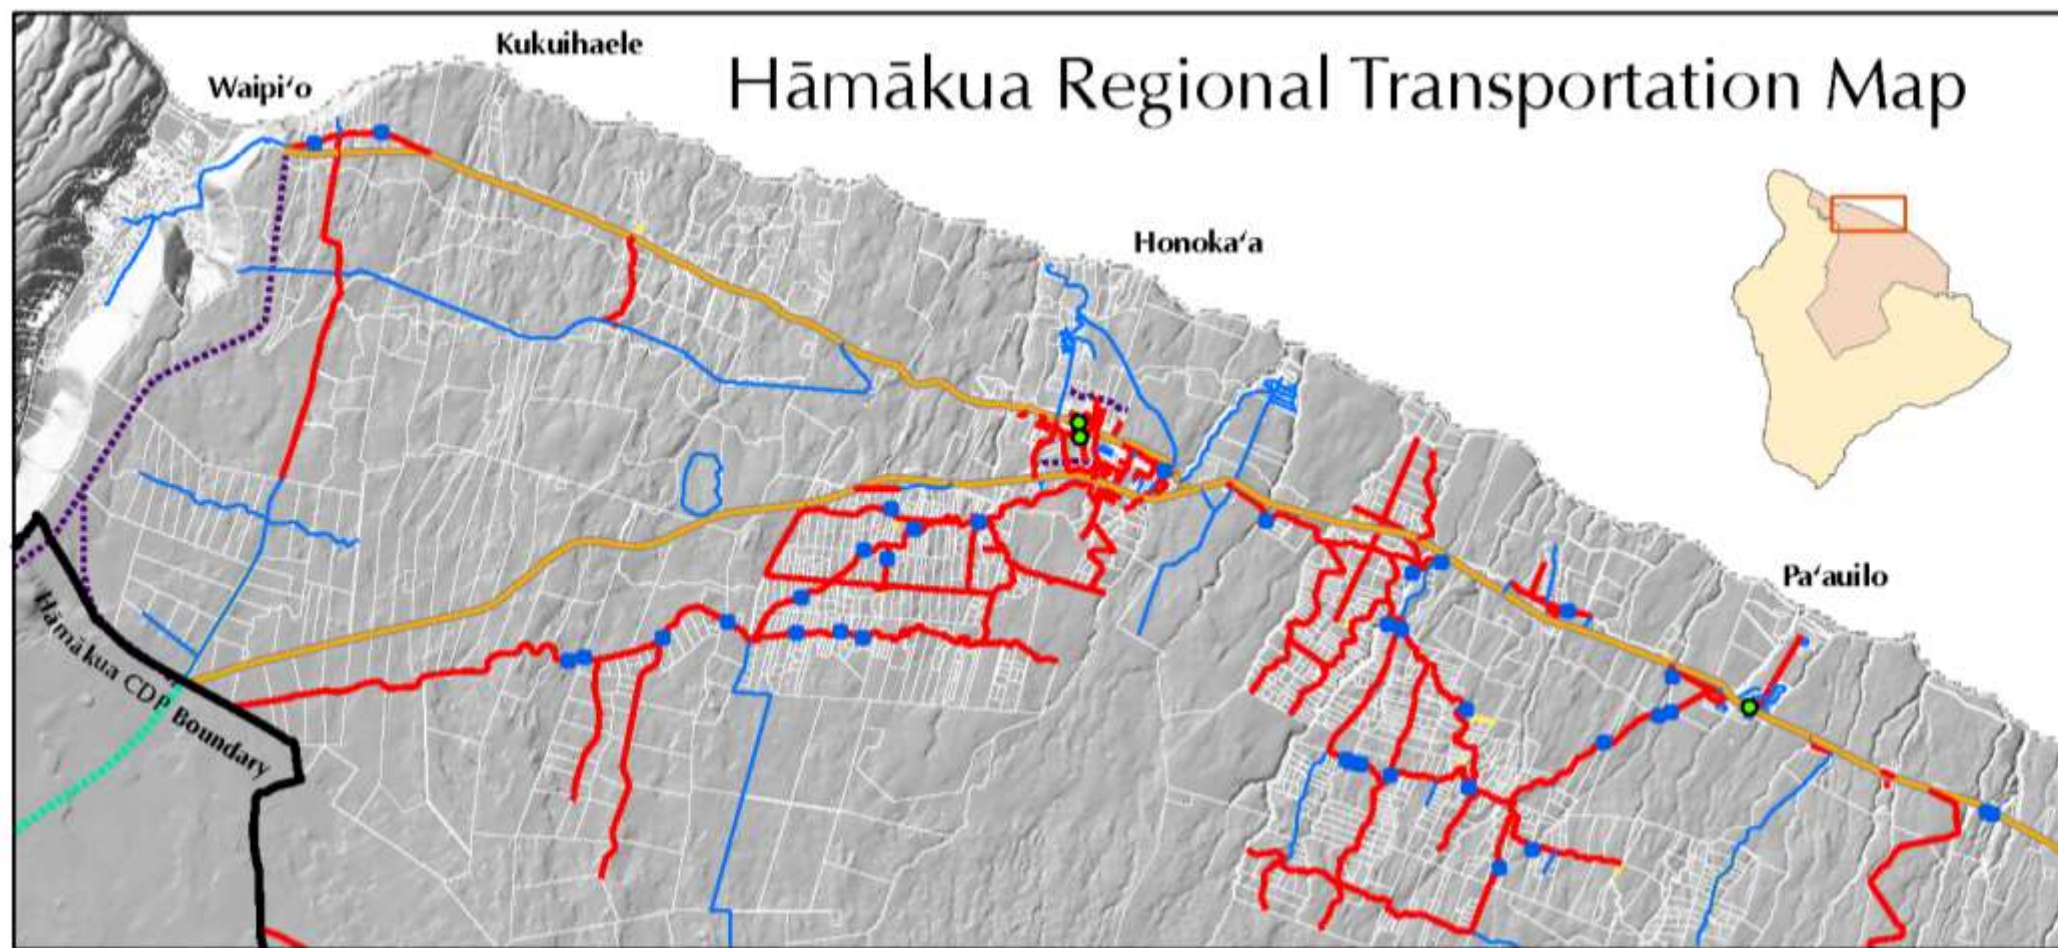 Kukuihaele
Waipiʻo
Hāmākua Regional Transportation Map
Honokaʻa
Paʻauilo
Hāmākua CDP Boundary